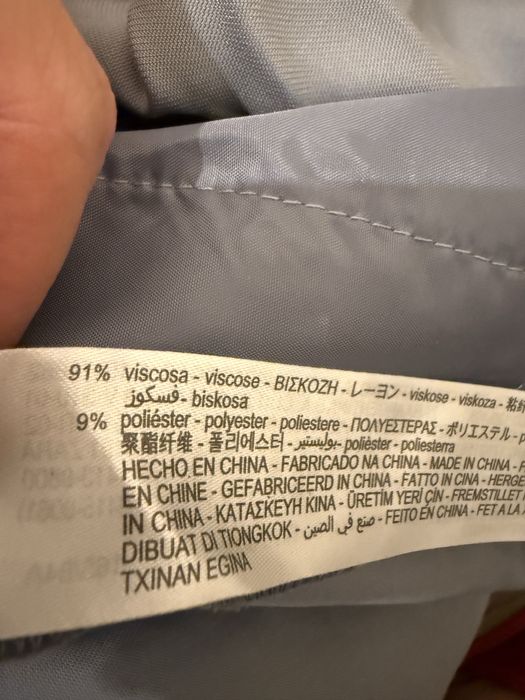 91% viscosa - viscose - ΒΙΣΚΟΖΗ - レーヨン - viskose - viskoza -
فسكوز - biskosa
9% poliéster - polyester - poliestere - ΠΟΛΥΕΣΤΕΡΑΣ - ポリエステル -
聚酯纤维 - 폴리에스터 - بوليستير - polièster - poliesterra
HECHO EN CHINA - FABRICADO NA CHINA - MADE IN CHINA -
EN CHINE - GEFABRICEERD IN CHINA - FATTO IN CINA -
IN CHINA - ΚΑΤΑΣΚΕΥΗ ΚΙΝΑ - ÜRETİM YERİ ÇİN - FREMSTILLET
DIBUAT DI TIONGKOK - صنع في الصين - FEITO EN CHINA - FET A LA
TXINAN EGINA